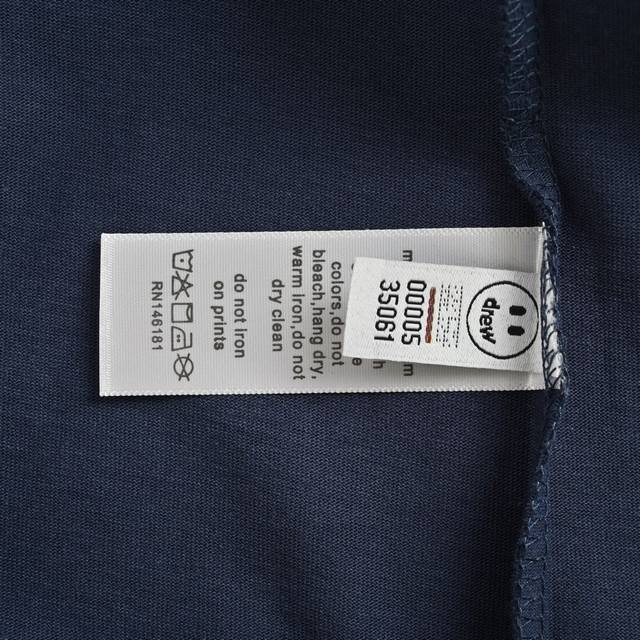 drew
00005
35061
colors,do not
bleach,hang dry,
warm iron,do not
dry clean
do not iron
on prints
RN146181